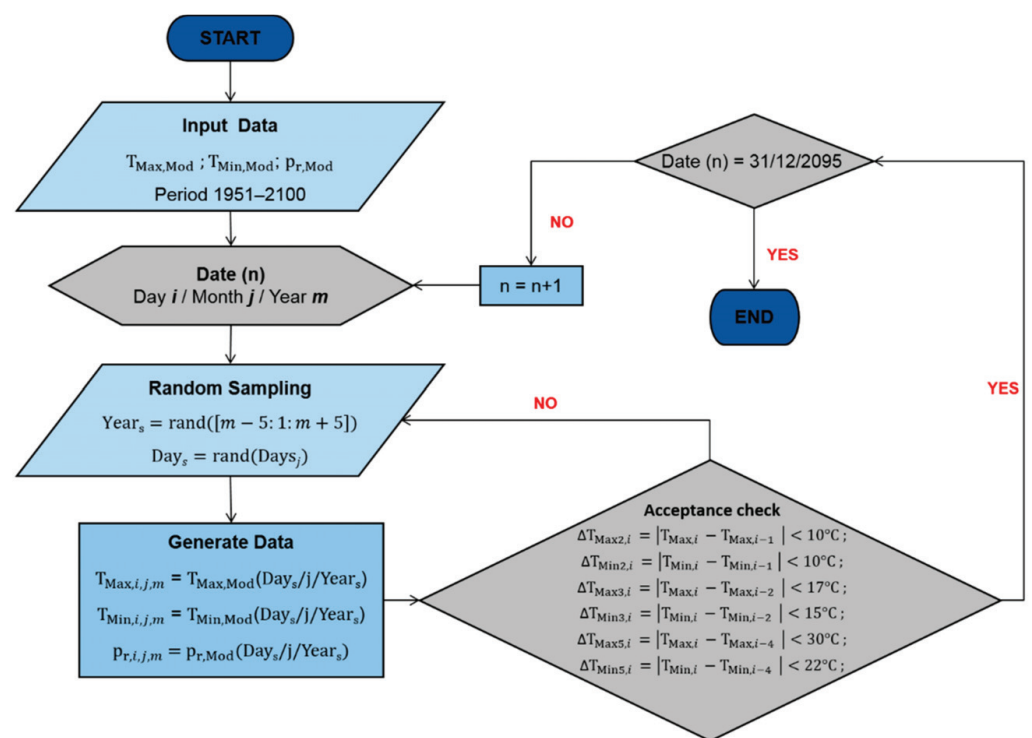 START
Input Data
T_Max,Mod ; T_Min,Mod; p_r,Mod
Period 1951–2100
Date (n)
Day i / Month j / Year m
n = n+1
Date (n) = 31/12/2095
NO
YES
END
Random Sampling
Year_s = rand([m − 5: 1: m + 5])
Day_s = rand(Days_j)
NO
YES
Generate Data
T_Max,i,j,m = T_Max,Mod(Day_s/j/Year_s)
T_Min,i,j,m = T_Min,Mod(Day_s/j/Year_s)
p_r,i,j,m = p_r,Mod(Day_s/j/Year_s)
Acceptance check
ΔT_Max2,i = |T_Max,i − T_Max,i−1 | < 10°C ;
ΔT_Min2,i = |T_Min,i − T_Min,i−1 | < 10°C ;
ΔT_Max3,i = |T_Max,i − T_Max,i−2 | < 17°C ;
ΔT_Min3,i = |T_Min,i − T_Min,i−2 | < 15°C ;
ΔT_Max5,i = |T_Max,i − T_Max,i−4 | < 30°C ;
ΔT_Min5,i = |T_Min,i − T_Min,i−4 | < 22°C ;